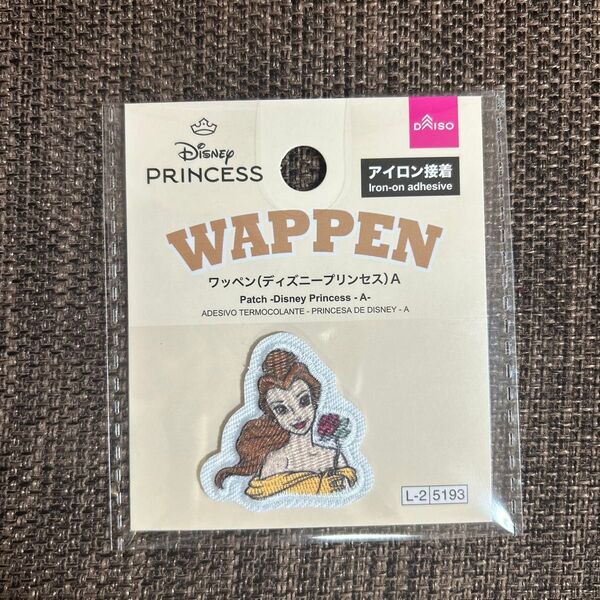 Disney
PRINCESS
DAISO
アイロン接着
Iron-on adhesive
WAPPEN
ワッペン(ディズニープリンセス)A
Patch -Disney Princess - A-
ADESIVO TERMOCOLANTE - PRINCESA DE DISNEY - A
L-2 5193